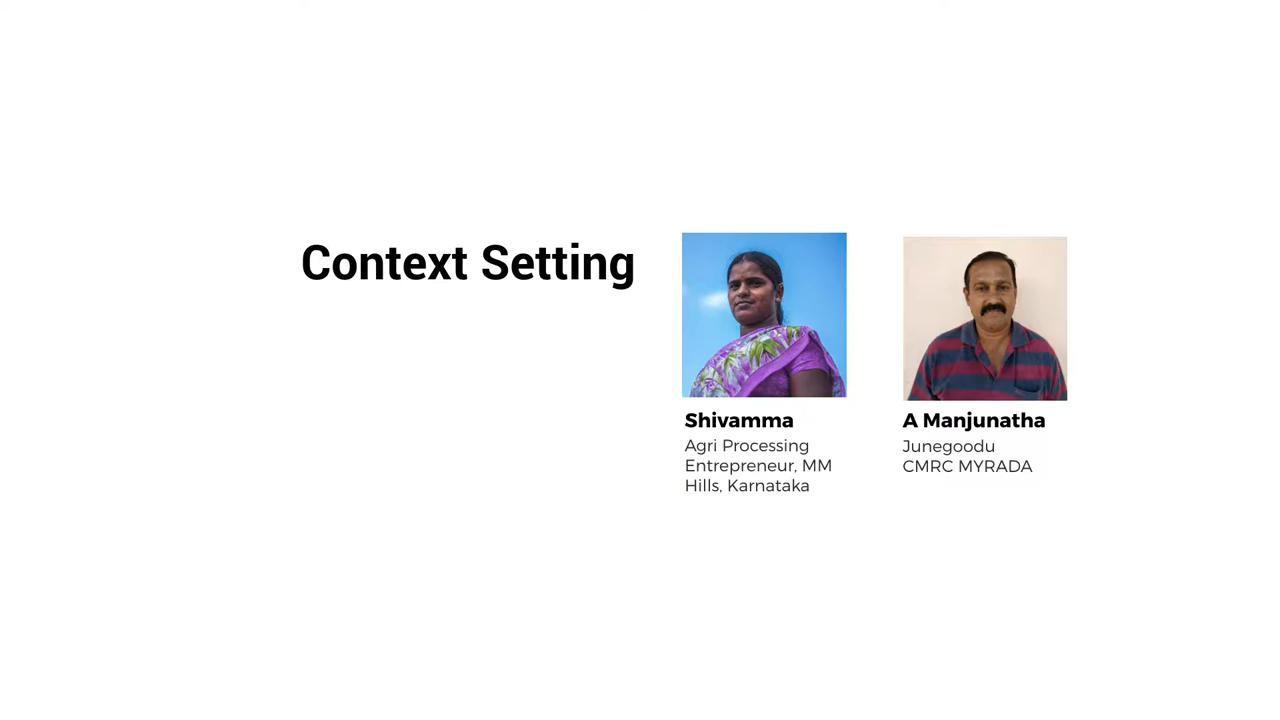 Context Setting
Shivamma
Agri Processing
Entrepreneur, MM
Hills, Karnataka
A Manjunatha
Junegoodu
CMRC MYRADA